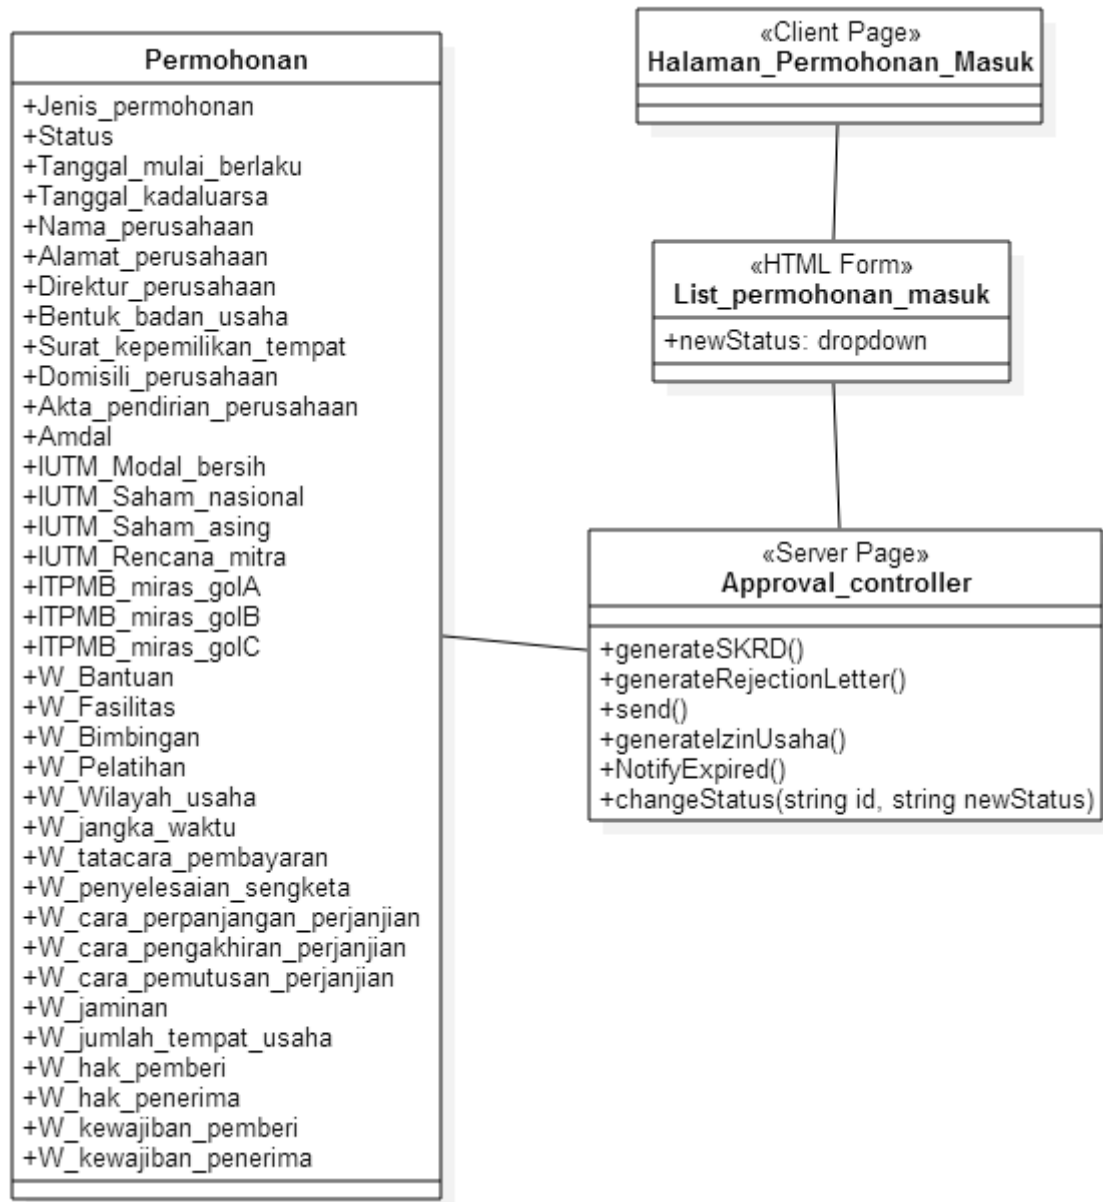 Permohonan
+Jenis_permohonan
+Status
+Tanggal_mulai_berlaku
+Tanggal_kadaluarsa
+Nama_perusahaan
+Alamat_perusahaan
+Direktur_perusahaan
+Bentuk_badan_usaha
+Surat_kepemilikan_tempat
+Domisili_perusahaan
+Akta_pendirian_perusahaan
+Amdal
+IUTM_Modal_bersih
+IUTM_Saham_nasional
+IUTM_Saham_asing
+IUTM_Rencana_mitra
+ITPMB_miras_golA
+ITPMB_miras_golB
+ITPMB_miras_golC
+W_Bantuan
+W_Fasilitas
+W_Bimbingan
+W_Pelatihan
+W_Wilayah_usaha
+W_jangka_waktu
+W_tatacara_pembayaran
+W_penyelesaian_sengketa
+W_cara_perpanjangan_perjanjian
+W_cara_pengakhiran_perjanjian
+W_cara_pemutusan_perjanjian
+W_jaminan
+W_jumlah_tempat_usaha
+W_hak_pemberi
+W_hak_penerima
+W_kewajiban_pemberi
+W_kewajiban_penerima
«Client Page»
Halaman_Permohonan_Masuk
«HTML Form»
List_permohonan_masuk
+newStatus: dropdown
«Server Page»
Approval_controller
+generateSKRD()
+generateRejectionLetter()
+send()
+generateIzinUsaha()
+NotifyExpired()
+changeStatus(string id, string newStatus)